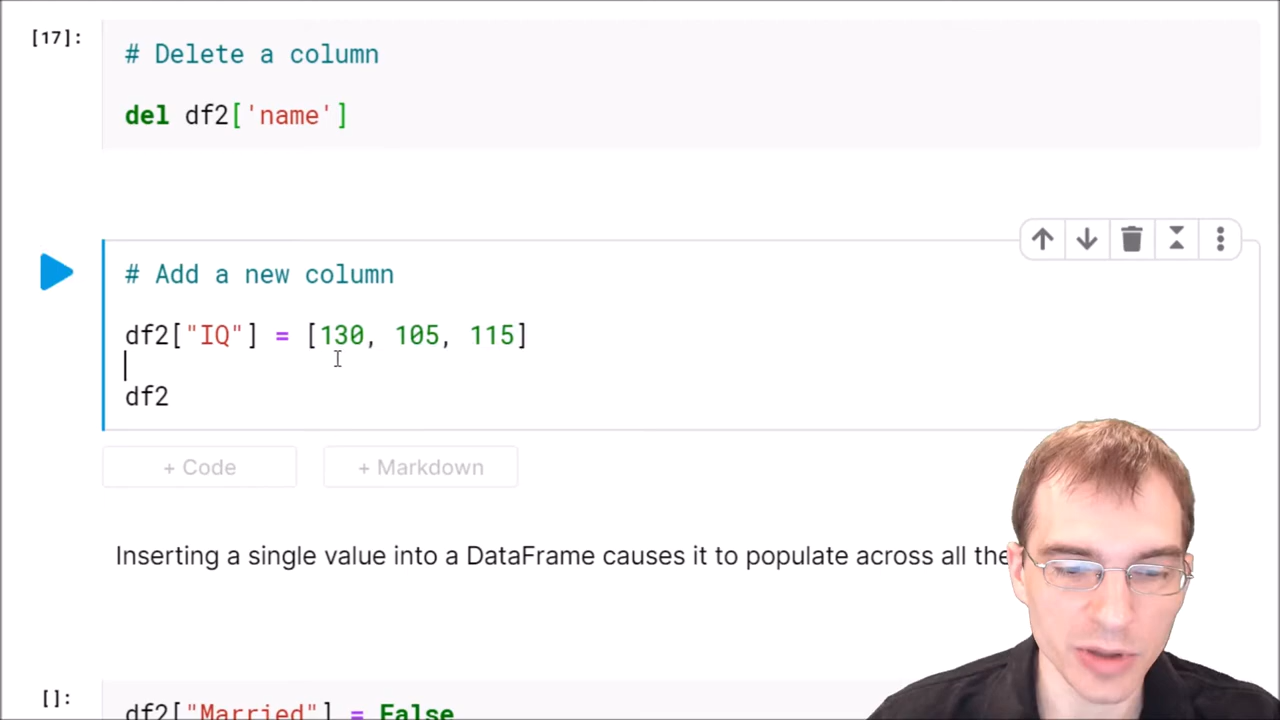 [17]:
# Delete a column
del df2['name']
# Add a new column
df2["IQ"] = [130, 105, 115]
df2
+ Code
+ Markdown
Inserting a single value into a DataFrame causes it to populate across all the
[]:
df2["Married"] = False